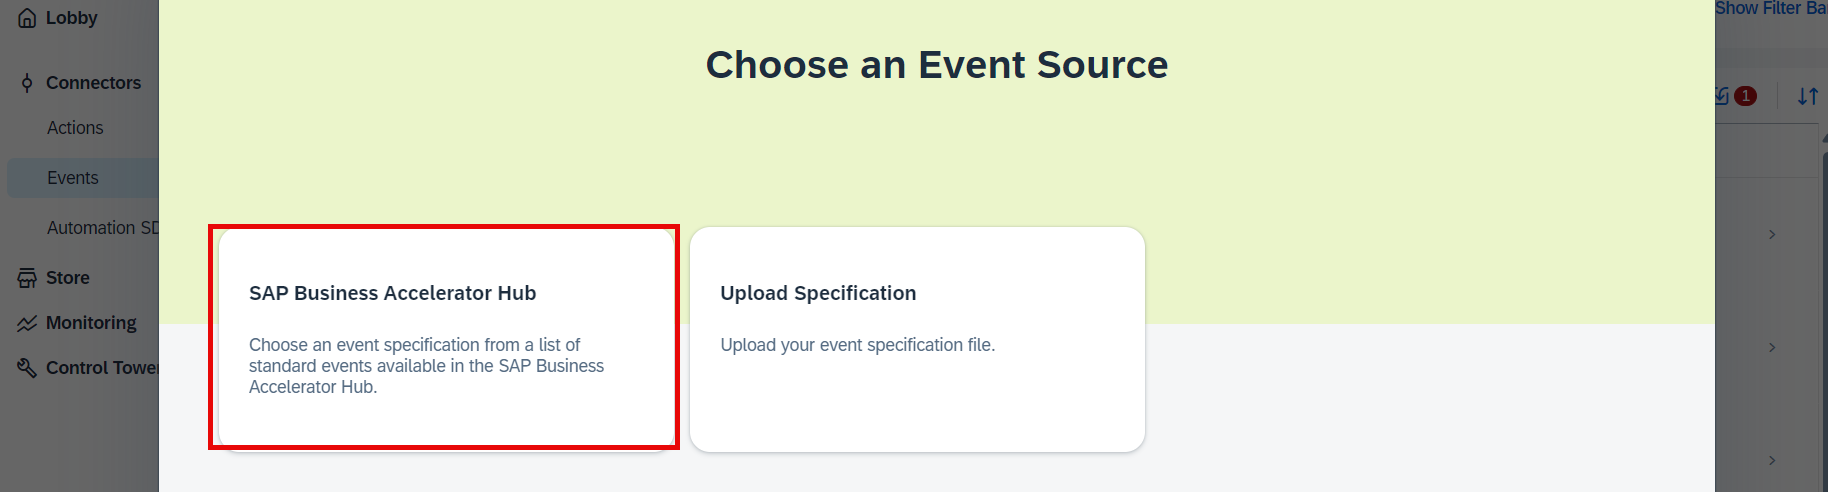 Lobby
Connectors
Actions
Events
Automation SD
Store
Monitoring
Control Tower
Choose an Event Source
SAP Business Accelerator Hub
Choose an event specification from a list of
standard events available in the SAP Business
Accelerator Hub.
Upload Specification
Upload your event specification file.
Show Filter Ba
1